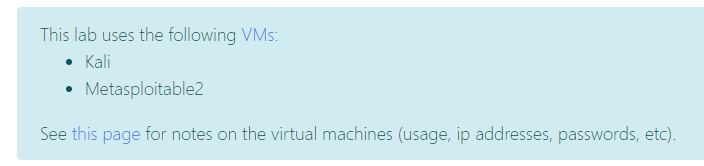 This lab uses the following VMs:
• Kali
• Metasploitable2
See this page for notes on the virtual machines (usage, ip addresses, passwords, etc).